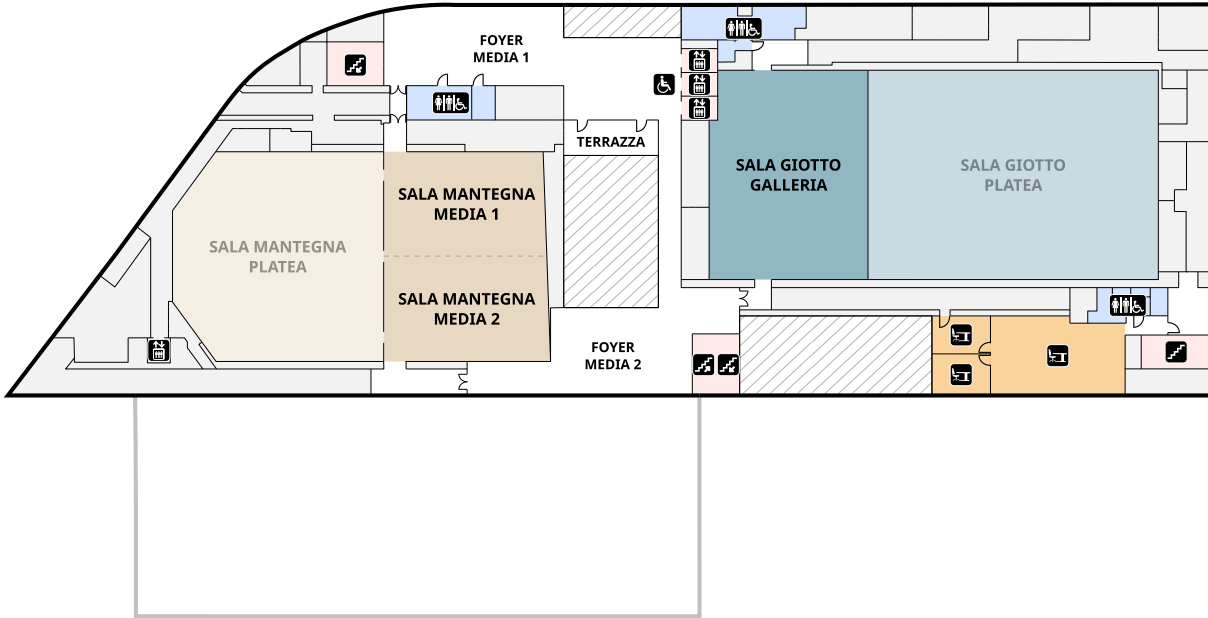 FOYER
MEDIA 1
TERRAZZA
SALA GIOTTO
GALLERIA
SALA GIOTTO
PLATEA
SALA MANTEGNA
MEDIA 1
SALA MANTEGNA
PLATEA
SALA MANTEGNA
MEDIA 2
FOYER
MEDIA 2